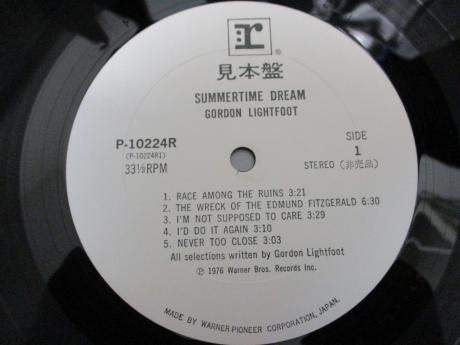 r®
見本盤
SUMMERTIME DREAM
GORDON LIGHTFOOT
P-10224R
(P-10224R1)
33⅓RPM
SIDE
1
STEREO (非売品)
1. RACE AMONG THE RUINS 3:21
2. THE WRECK OF THE EDMUND FITZGERALD 6:30
3. I'M NOT SUPPOSED TO CARE 3:29
4. I'D DO IT AGAIN 3:10
5. NEVER TOO CLOSE 3:03
All selections written by Gordon Lightfoot
Ⓟ 1976 Warner Bros. Records Inc.
MADE BY WARNER-PIONEER CORPORATION, JAPAN.